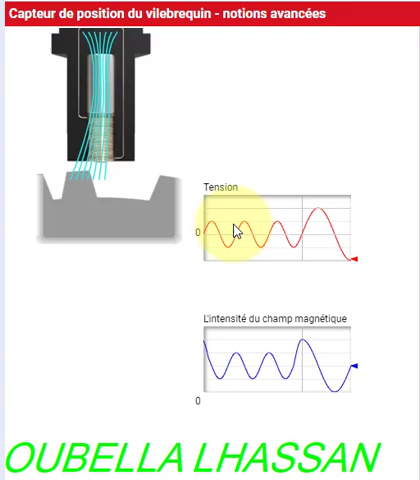 Capteur de position du vilebrequin - notions avancées
Tension
0
L'intensité du champ magnétique
0
OUBELLA LHASSAN